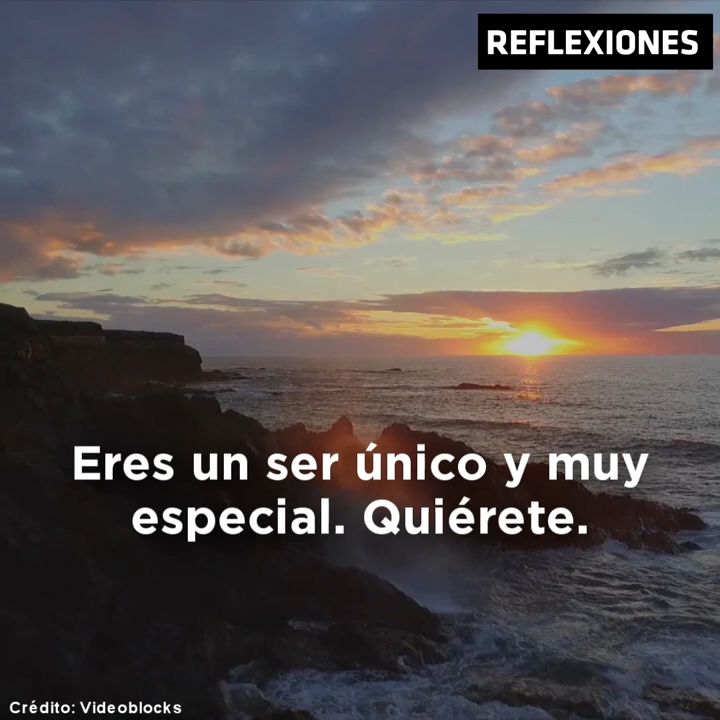 REFLEXIONES
Eres un ser único y muy
especial. Quiérete.
Crédito: Videoblocks